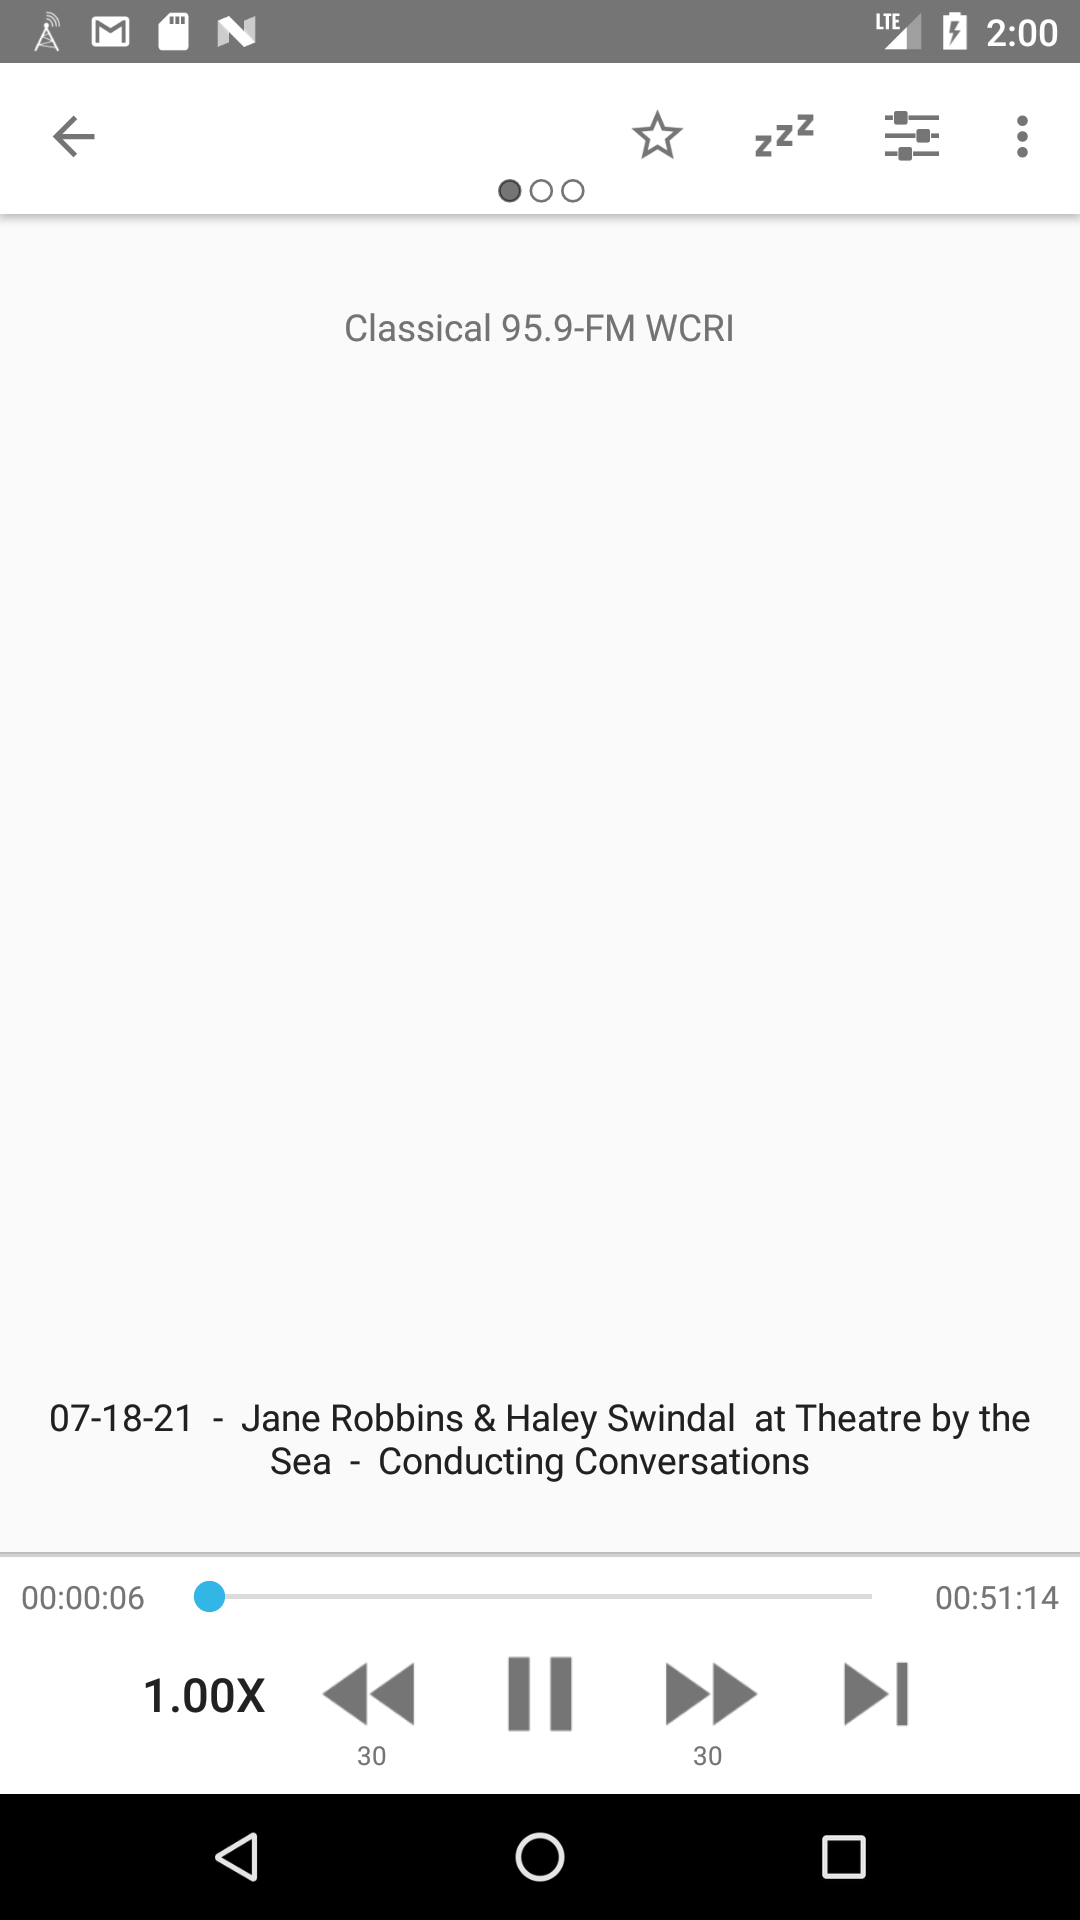 LTE 2:00
zzz
Classical 95.9-FM WCRI
07-18-21 - Jane Robbins & Haley Swindal at Theatre by the
Sea - Conducting Conversations
00:00:06 00:51:14
1.00X
30 30